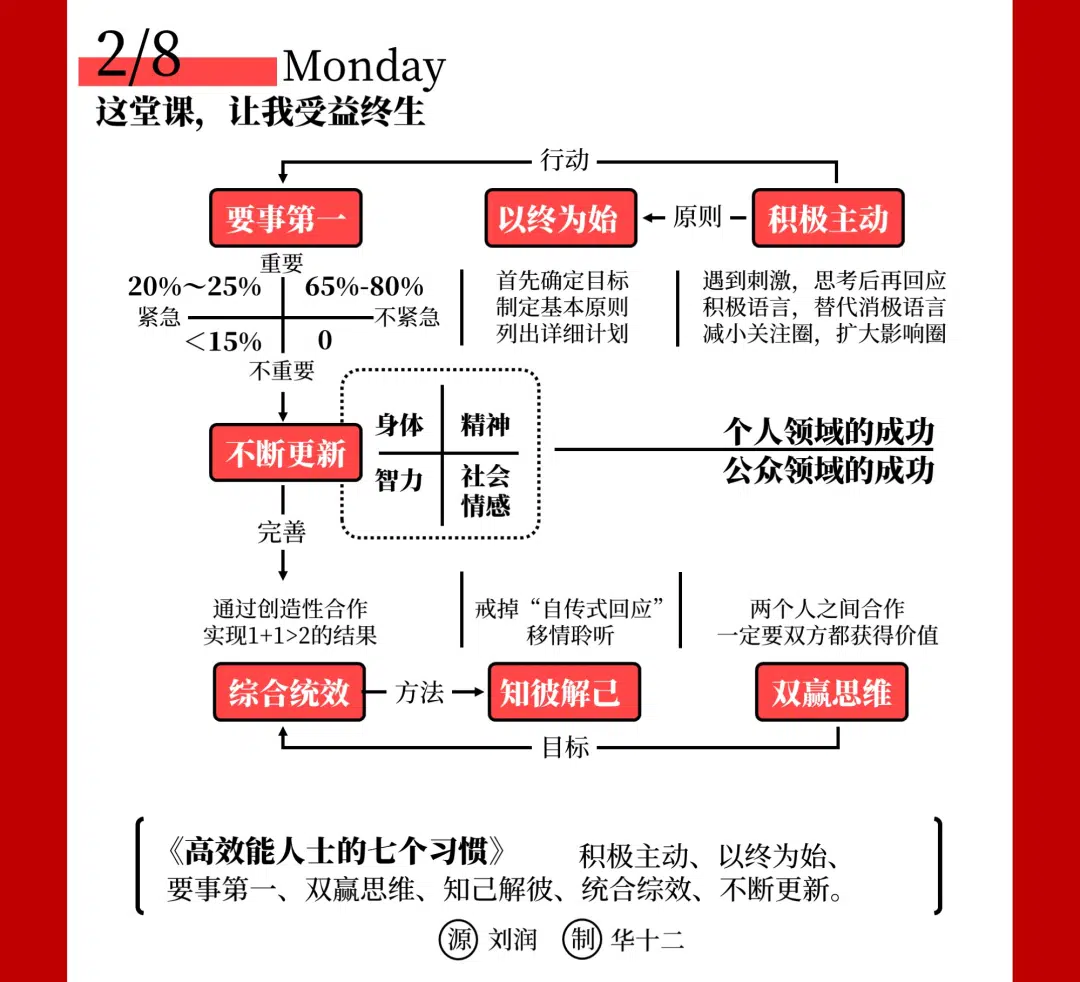 2/8 Monday
这堂课，让我受益终生
行动
要事第一
以终为始
原则
积极主动
重要
20%～25%
65%-80%
紧急
不紧急
＜15%
0
不重要
首先确定目标
制定基本原则
列出详细计划
遇到刺激，思考后再回应
积极语言，替代消极语言
减小关注圈，扩大影响圈
不断更新
身体
精神
智力
社会
情感
个人领域的成功
公众领域的成功
完善
通过创造性合作
实现1+1>2的结果
戒掉“自传式回应”
移情聆听
两个人之间合作
一定要双方都获得价值
综合统效
方法
知彼解己
双赢思维
目标
《高效能人士的七个习惯》 积极主动、以终为始、
要事第一、双赢思维、知己解彼、统合综效、不断更新。
源 刘润 制 华十二